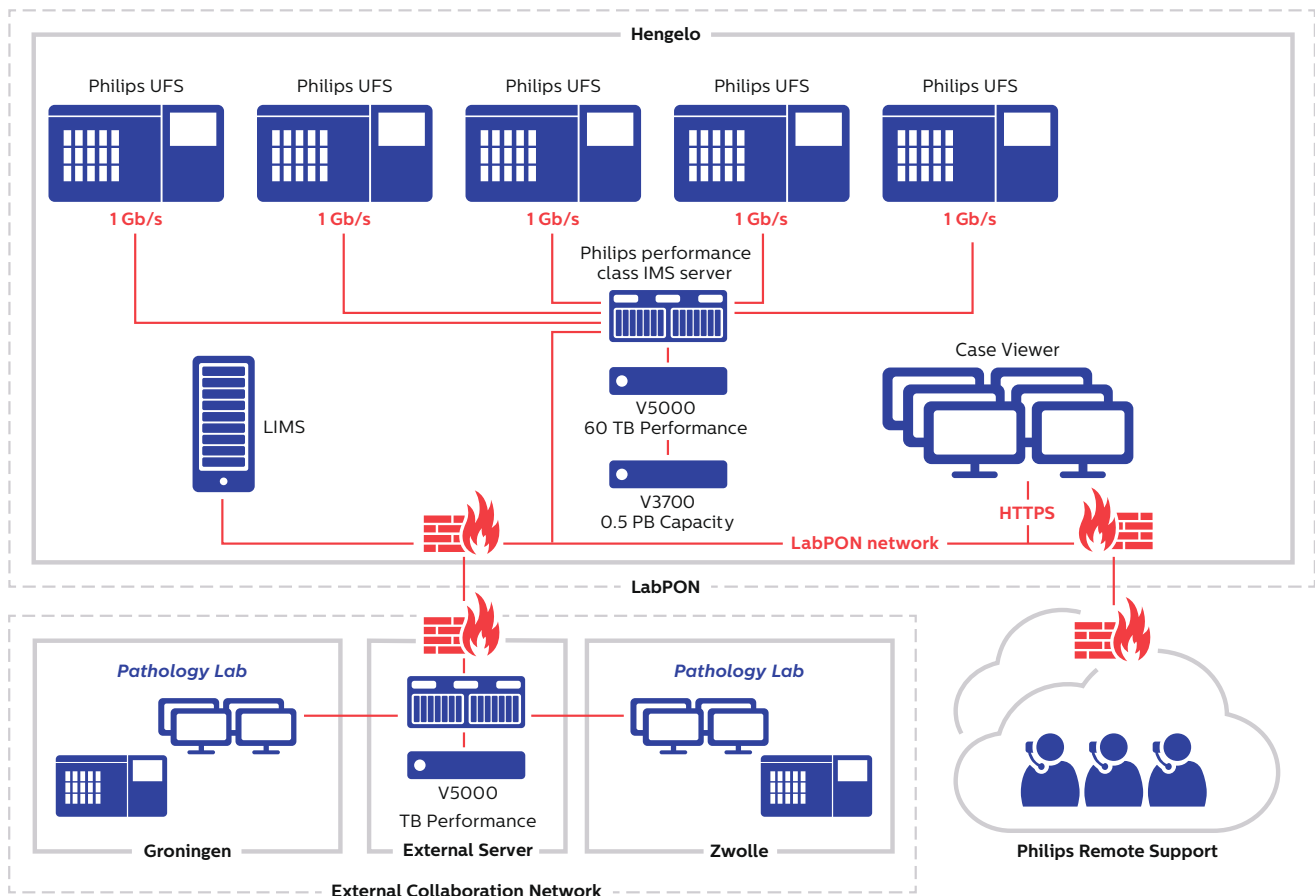 Hengelo
Philips UFS
Philips UFS
Philips UFS
Philips UFS
Philips UFS
1 Gb/s
1 Gb/s
1 Gb/s
1 Gb/s
1 Gb/s
Philips performance
class IMS server
Case Viewer
LIMS
V5000
60 TB Performance
V3700
0.5 PB Capacity
HTTPS
LabPON network
LabPON
Pathology Lab
Pathology Lab
V5000
TB Performance
Groningen
External Server
Zwolle
Philips Remote Support
External Collaboration Network